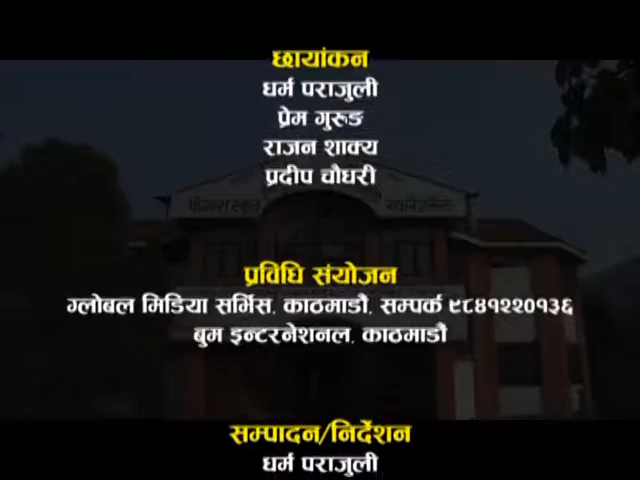 छायांकन
धर्म पराजुली
प्रेम गुरुङ
राजन शाक्य
प्रदीप चौधरी
प्रविधि संयोजन
ग्लोबल मिडिया सर्भिस, काठमाडौं, सम्पर्क ९८४१२२०१३६
बुम इन्टरनेशनल, काठमाडौं
सम्पादन/निर्देशन
धर्म पराजुली